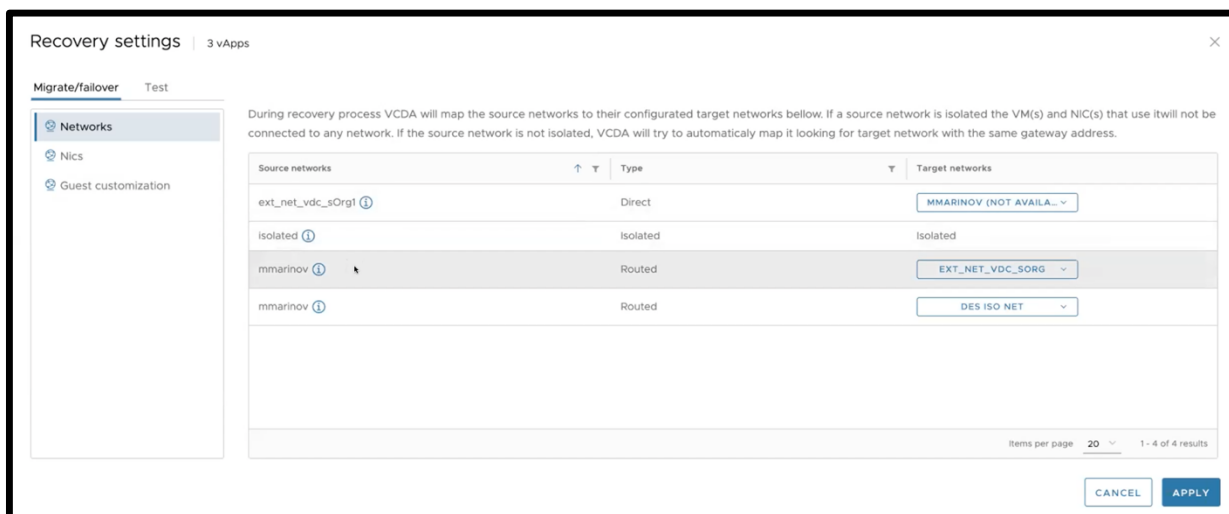 Recovery settings 3 vApps
Migrate/failover Test
Networks
Nics
Guest customization
During recovery process VCDA will map the source networks to their configurated target networks bellow. If a source network is isolated the VM(s) and NIC(s) that use itwill not be
connected to any network. If the source network is not isolated, VCDA will try to automaticaly map it looking for target network with the same gateway address.
Source networks Type Target networks
ext_net_vdc_sOrg1 Direct MMARINOV (NOT AVAILA...
isolated Isolated Isolated
mmarinov Routed EXT_NET_VDC_SORG
mmarinov Routed DES ISO NET
Items per page 20 1 - 4 of 4 results
CANCEL APPLY